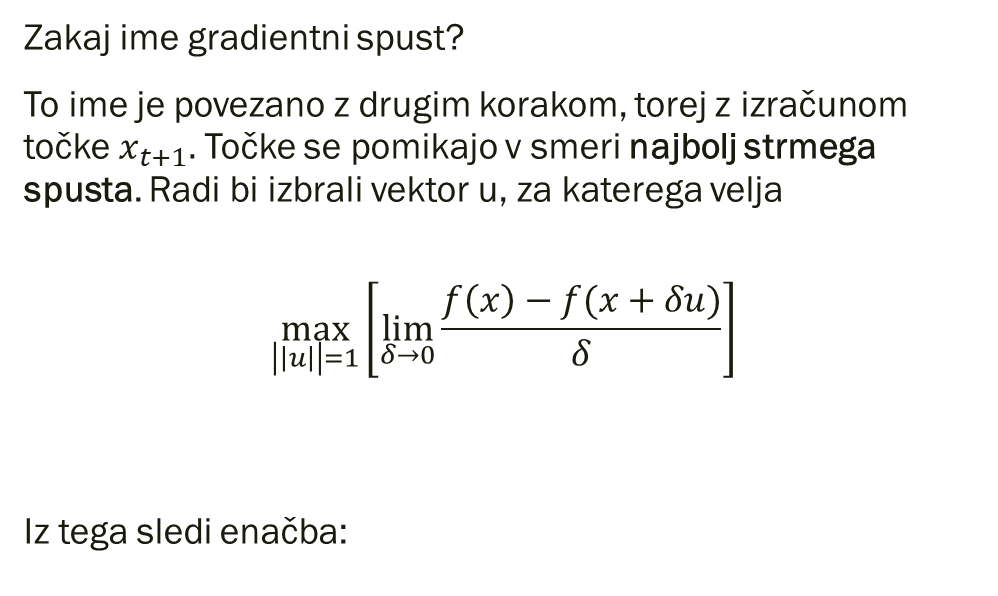 Zakaj ime gradientni spust?
To ime je povezano z drugim korakom, torej z izračunom
točke $x_{t+1}$. Točke se pomikajo v smeri najbolj strmega
spusta. Radi bi izbrali vektor u, za katerega velja
$\max_{||u||=1} \left[ \lim_{\delta \to 0} \frac{f(x) - f(x + \delta u)}{\delta} \right]$
Iz tega sledi enačba: